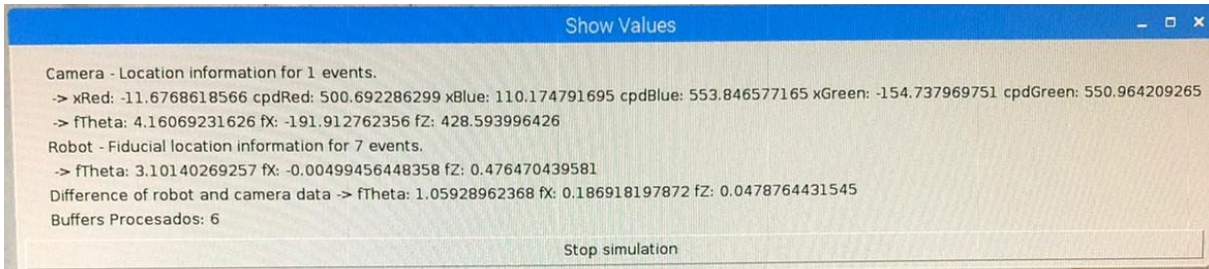 Show Values
Camera - Location information for 1 events.
-> xRed: -11.6768618566 cpdRed: 500.692286299 xBlue: 110.174791695 cpdBlue: 553.846577165 xGreen: -154.737969751 cpdGreen: 550.964209265
-> fTheta: 4.16069231626 fX: -191.912762356 fZ: 428.593996426
Robot - Fiducial location information for 7 events.
-> fTheta: 3.10140269257 fX: -0.00499456448358 fZ: 0.476470439581
Difference of robot and camera data -> fTheta: 1.05928962368 fX: 0.186918197872 fZ: 0.0478764431545
Buffers Procesados: 6
Stop simulation